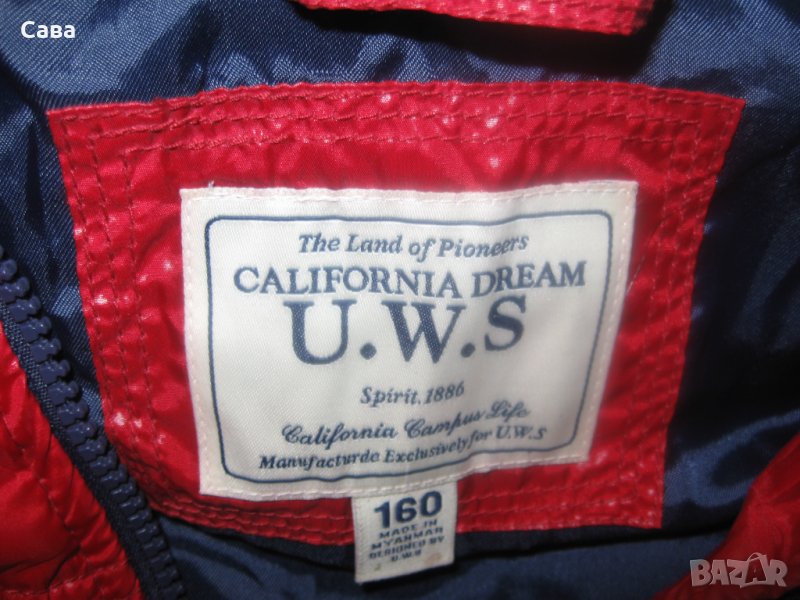 Сава
The Land of Pioneers
CALIFORNIA DREAM
U.W.S
Spirit. 1886
California Campus Life
Manufacturde Exclusively for U.W.S
160
MADE IN
MYANMAR
DESIGNED BY
U.W.S
BAZAR